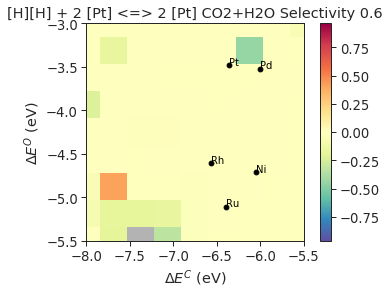 [H][H] + 2 [Pt] <=> 2 [Pt] CO2+H2O Selectivity 0.6
−3.0
−3.5
−4.0
−4.5
−5.0
−5.5
ΔE^O (eV)
Pt
Pd
Rh
Ni
Ru
−8.0 −7.5 −7.0 −6.5 −6.0 −5.5
ΔE^C (eV)
0.75
0.50
0.25
0.00
−0.25
−0.50
−0.75